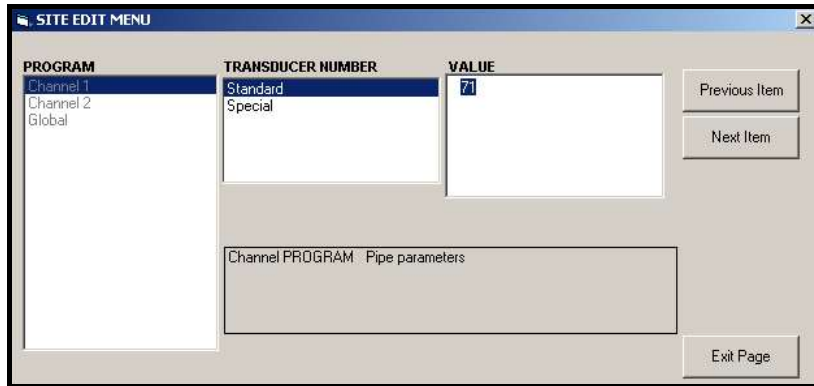 SITE EDIT MENU
PROGRAM
Channel 1
Channel 2
Global
TRANSDUCER NUMBER
Standard
Special
VALUE
71
Previous Item
Next Item
Channel PROGRAM Pipe parameters
Exit Page